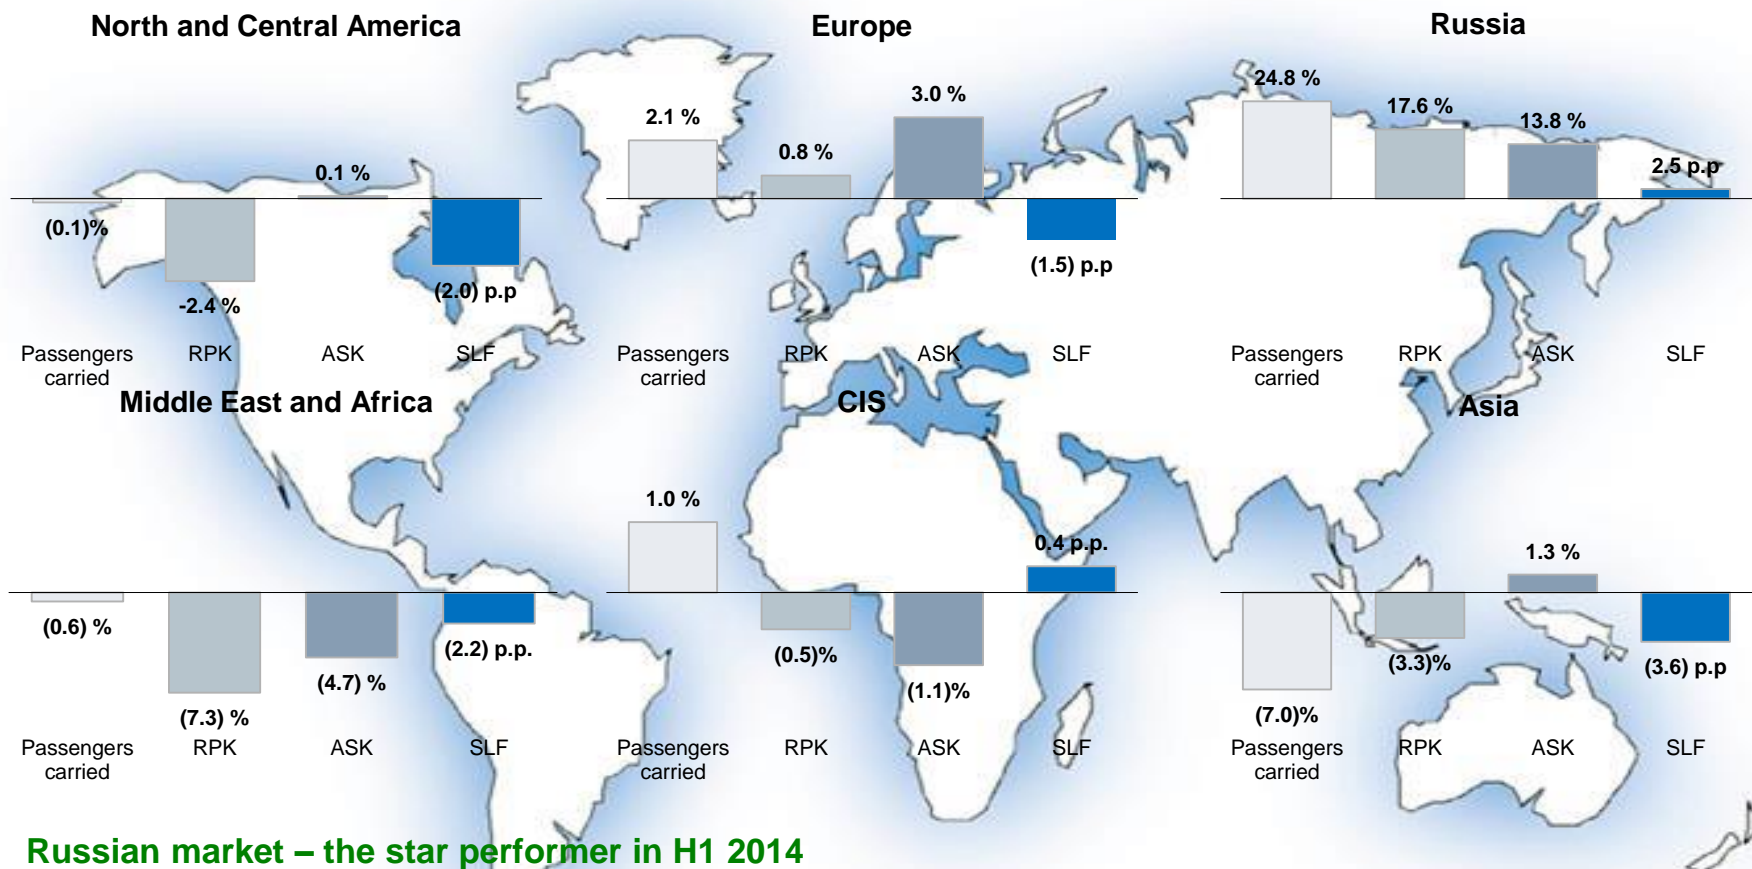 North and Central America
0.1 %
(0.1)%
-2.4 %
(2.0) p.p
Passengers
carried
RPK
ASK
SLF
Europe
2.1 %
0.8 %
3.0 %
(1.5) p.p
Passengers
carried
RPK
ASK
SLF
Russia
24.8 %
17.6 %
13.8 %
2.5 p.p
Passengers
carried
RPK
ASK
SLF
Middle East and Africa
(0.6) %
(7.3) %
(4.7) %
(2.2) p.p.
Passengers
carried
RPK
ASK
SLF
CIS
1.0 %
(0.5)%
(1.1)%
0.4 p.p.
Passengers
carried
RPK
ASK
SLF
Asia
(7.0)%
(3.3)%
1.3 %
(3.6) p.p
Passengers
carried
RPK
ASK
SLF
Russian market – the star performer in H1 2014